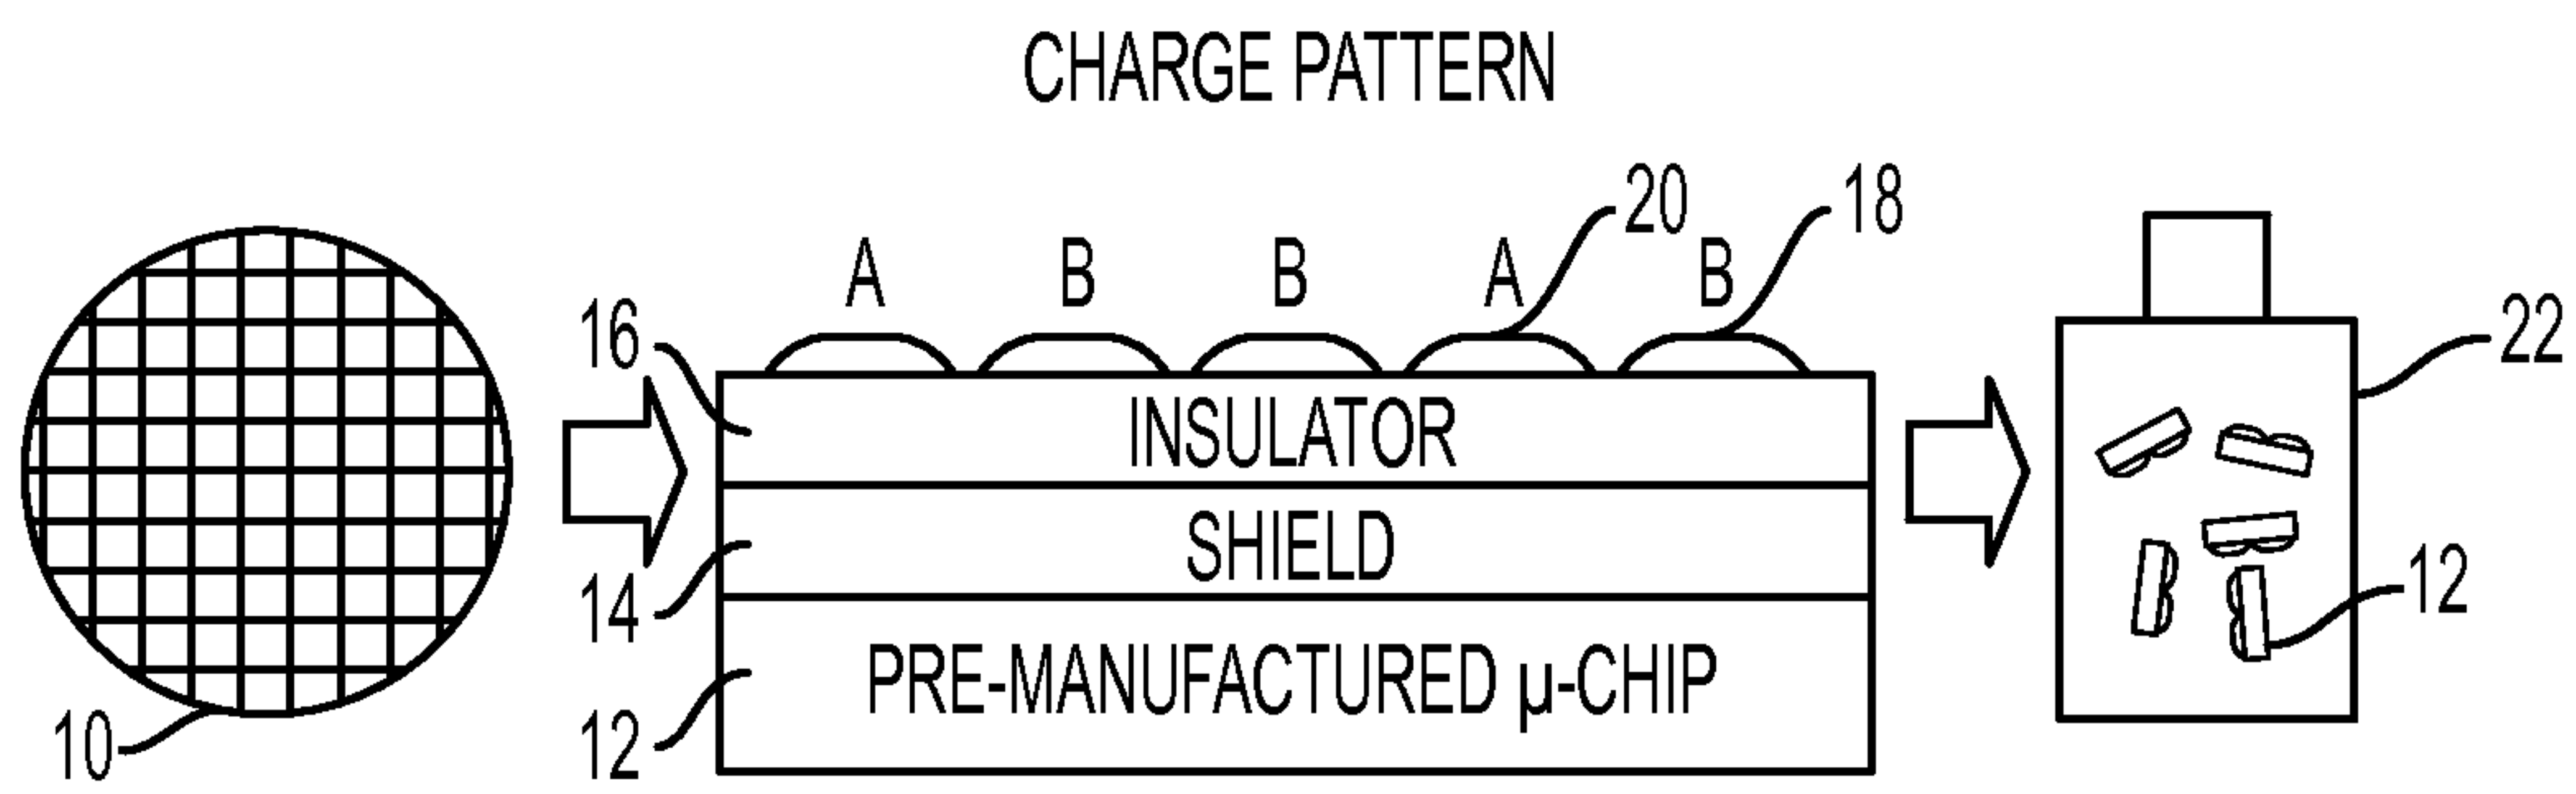 CHARGE PATTERN
20 18
A B B A B
16
22
INSULATOR
SHIELD
14
12
PRE-MANUFACTURED µ-CHIP
10
12